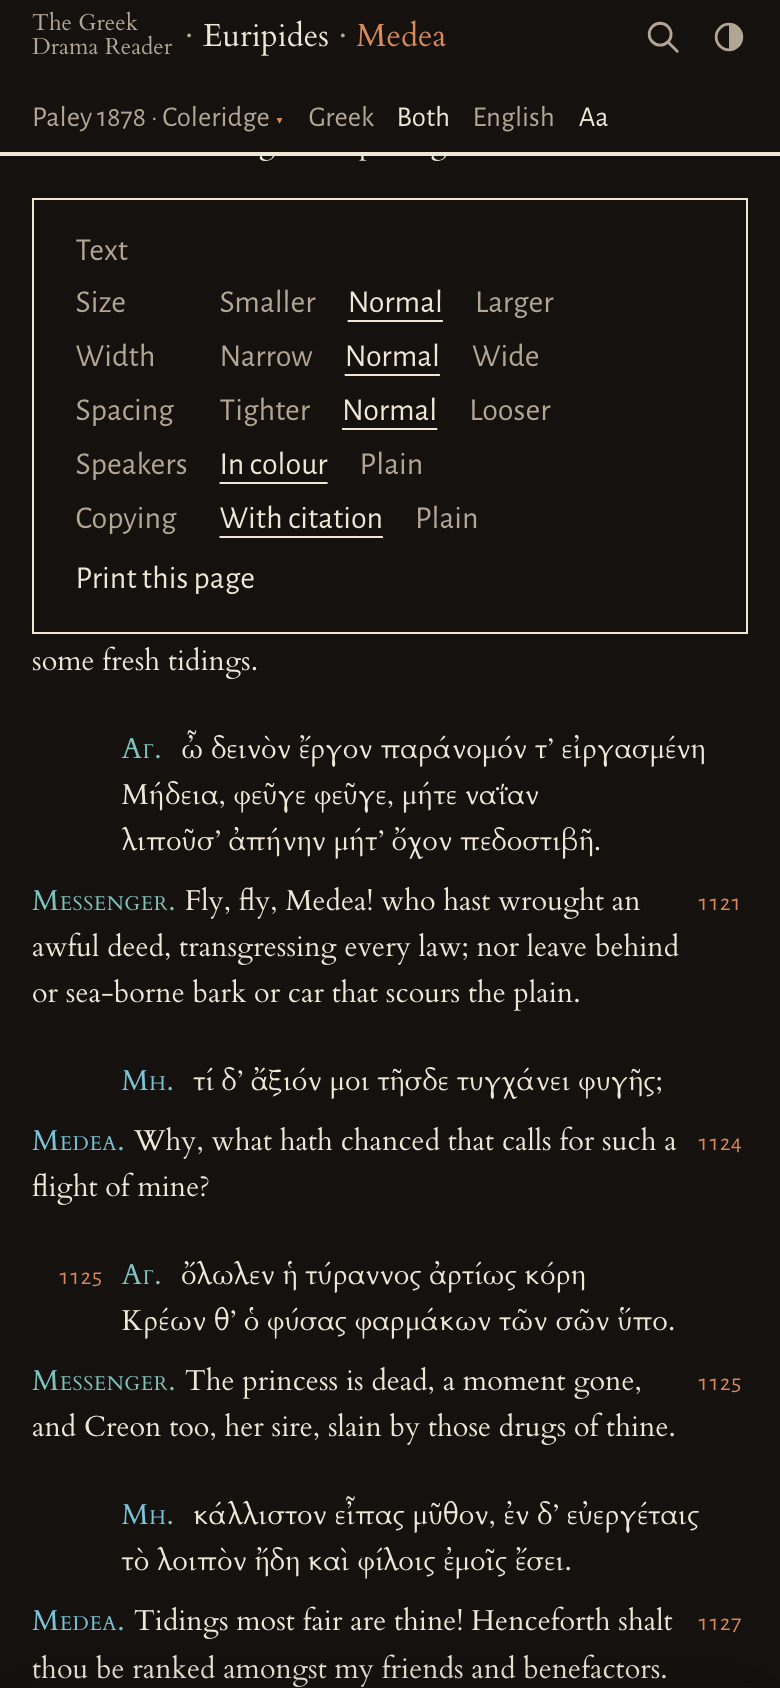 The Greek
Drama Reader · Euripides · Medea
Paley 1878 · Coleridge ▾ Greek Both English Aa
Text
Size Smaller Normal Larger
Width Narrow Normal Wide
Spacing Tighter Normal Looser
Speakers In colour Plain
Copying With citation Plain
Print this page
some fresh tidings.
Αγ. ὦ δεινὸν ἔργον παράνομόν τ’ εἰργασμένη
Μήδεια, φεῦγε φεῦγε, μήτε ναΐαν
λιποῦσ’ ἀπήνην μήτ’ ὄχον πεδοστιβῆ.
Messenger. Fly, fly, Medea! who hast wrought an 1121
awful deed, transgressing every law; nor leave behind
or sea-borne bark or car that scours the plain.
Μη. τί δ’ ἄξιόν μοι τῆσδε τυγχάνει φυγῆς;
Medea. Why, what hath chanced that calls for such a 1124
flight of mine?
1125 Αγ. ὄλωλεν ἡ τύραννος ἀρτίως κόρη
Κρέων θ’ ὁ φύσας φαρμάκων τῶν σῶν ὕπο.
Messenger. The princess is dead, a moment gone, 1125
and Creon too, her sire, slain by those drugs of thine.
Μη. κάλλιστον εἶπας μῦθον, ἐν δ’ εὐεργέταις
τὸ λοιπὸν ἤδη καὶ φίλοις ἐμοῖς ἔσει.
Medea. Tidings most fair are thine! Henceforth shalt 1127
thou be ranked amongst my friends and benefactors.